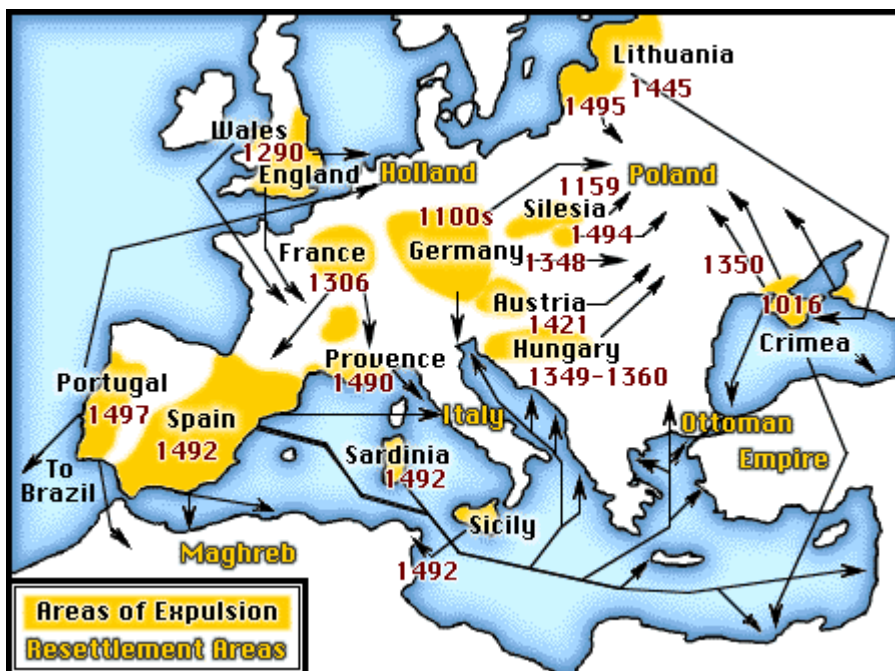 Lithuania
1445
1495
Wales
1290
England
Holland
1159
Poland
1100s
Silesia
France
Germany
1494
1306
1348
1350
Austria
1016
1421
Crimea
Provence
Hungary
1490
1349-1360
Portugal
1497
Spain
1492
Italy
Ottoman
Empire
Sardinia
1492
To
Brazil
Sicily
Maghreb
1492
Areas of Expulsion
Resettlement Areas